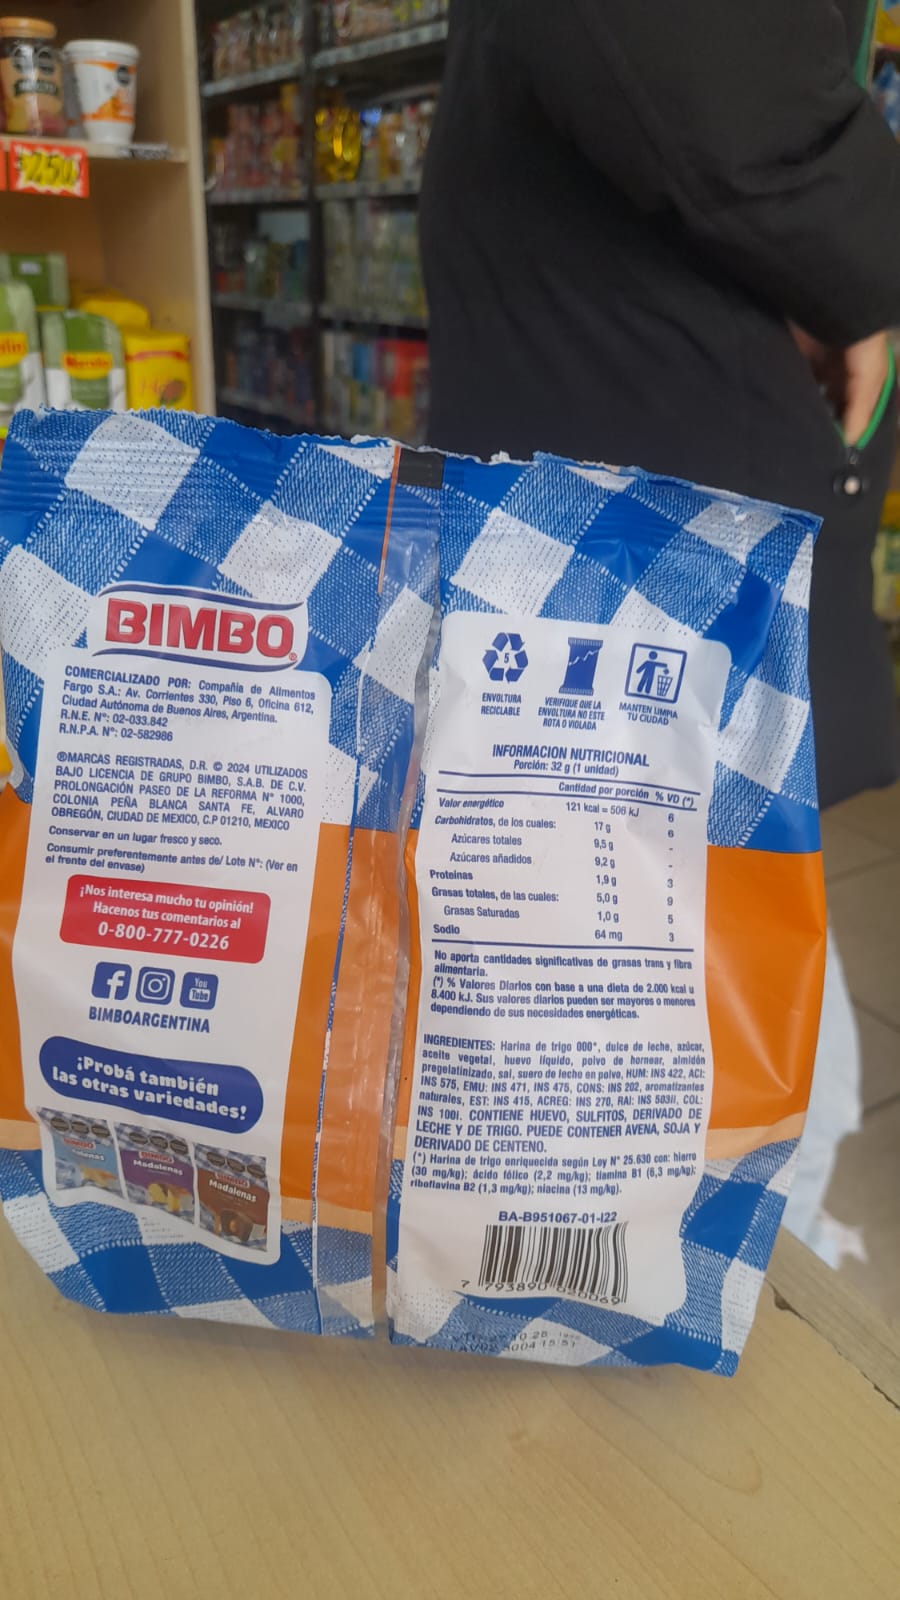 BIMBO
COMERCIALIZADO POR: Compañía de Alimentos
Fargo S.A.: Av. Corrientes 330, Piso 6, Oficina 612,
Ciudad Autónoma de Buenos Aires, Argentina.
R.N.E. Nº: 02-033.842
R.N.P.A. Nº: 02-582986
®MARCAS REGISTRADAS, D.R. © 2024 UTILIZADOS
BAJO LICENCIA DE GRUPO BIMBO, S.A.B. DE C.V.
PROLONGACIÓN PASEO DE LA REFORMA Nº 1000,
COLONIA PEÑA BLANCA SANTA FE, ALVARO
OBREGÓN, CIUDAD DE MEXICO, C.P 01210, MEXICO
Conservar en un lugar fresco y seco.
Consumir preferentemente antes de/ Lote Nº: (Ver en
el frente del envase)
¡Nos interesa mucho tu opinión!
Hacenos tus comentarios al
0-800-777-0226
You
Tube
BIMBOARGENTINA
¡Probá también
las otras variedades!
Madalenas
Madalenas
5
ENVOLTURA
RECICLABLE
VERIFIQUE QUE LA
ENVOLTURA NO ESTE
ROTA O VIOLADA
MANTEN LIMPIA
TU CIUDAD
INFORMACION NUTRICIONAL
Porción: 32 g (1 unidad)
Cantidad por porción % VD (*)
Valor energético 121 kcal = 506 kJ 6
Carbohidratos, de los cuales: 17 g 6
Azúcares totales 9,5 g -
Azúcares añadidos 9,2 g -
Proteínas 1,9 g 3
Grasas totales, de las cuales: 5,0 g 9
Grasas Saturadas 1,0 g 5
Sodio 64 mg 3
No aporta cantidades significativas de grasas trans y fibra
alimentaria.
(*) % Valores Diarios con base a una dieta de 2.000 kcal u
8.400 kJ. Sus valores diarios pueden ser mayores o menores
dependiendo de sus necesidades energéticas.
INGREDIENTES: Harina de trigo 000*, dulce de leche, azúcar,
aceite vegetal, huevo líquido, polvo de hornear, almidón
pregelatinizado, sal, suero de leche en polvo, HUM: INS 422, ACI:
INS 575, EMU: INS 471, INS 475, CONS: INS 202, aromatizantes
naturales, EST: INS 415, ACREG: INS 270, RAI: INS 503ii, COL:
INS 100i. CONTIENE HUEVO, SULFITOS, DERIVADO DE
LECHE Y DE TRIGO. PUEDE CONTENER AVENA, SOJA Y
DERIVADO DE CENTENO.
(*) Harina de trigo enriquecida según Ley Nº 25.630 con: hierro
(30 mg/kg); ácido fólico (2,2 mg/kg); tiamina B1 (6,3 mg/kg);
riboflavina B2 (1,3 mg/kg); niacina (13 mg/kg).
BA-B951067-01-I22